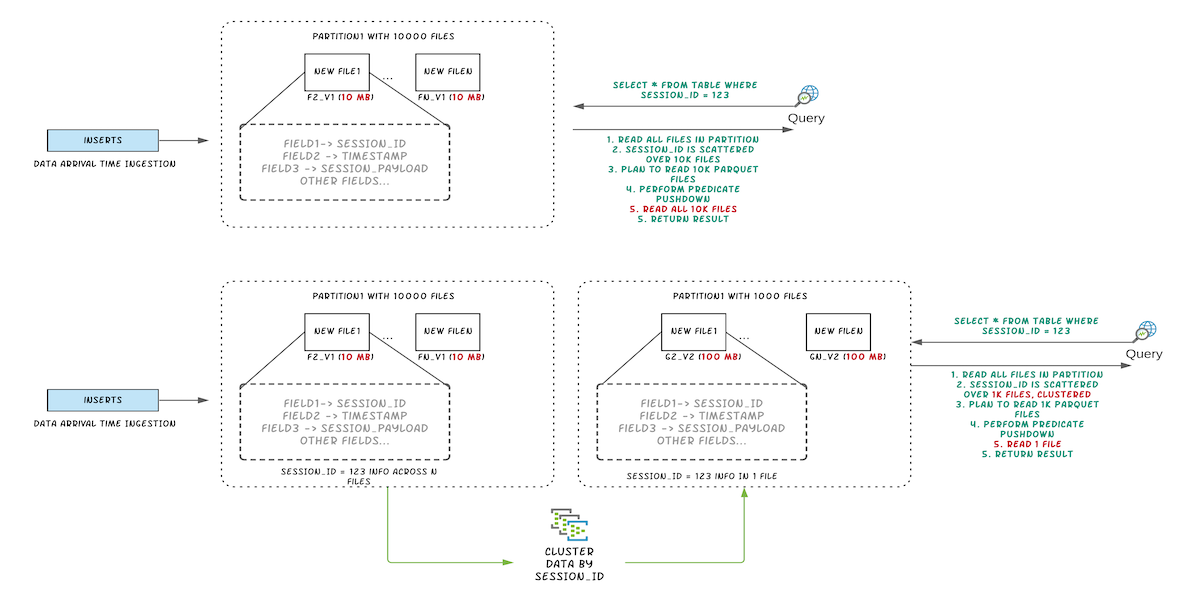 PARTITION1 WITH 10000 FILES
NEW FILE1
...
NEW FILEN
F2_V1 (10 MB)
FN_V1 (10 MB)
INSERTS
DATA ARRIVAL TIME INGESTION
FIELD1-> SESSION_ID
FIELD2 -> TIMESTAMP
FIELD3 -> SESSION_PAYLOAD
OTHER FIELDS...
SELECT * FROM TABLE WHERE
SESSION_ID = 123
Query
1. READ ALL FILES IN PARTITION
2. SESSION_ID IS SCATTERED
OVER 10K FILES
3. PLAN TO READ 10K PARQUET
FILES
4. PERFORM PREDICATE
PUSHDOWN
5. READ ALL 10K FILES
5. RETURN RESULT
PARTITION1 WITH 10000 FILES
NEW FILE1
...
NEW FILEN
F2_V1 (10 MB)
FN_V1 (10 MB)
INSERTS
DATA ARRIVAL TIME INGESTION
FIELD1-> SESSION_ID
FIELD2 -> TIMESTAMP
FIELD3 -> SESSION_PAYLOAD
OTHER FIELDS...
SESSION_ID = 123 INFO ACROSS N
FILES
PARTITION1 WITH 1000 FILES
NEW FILE1
...
NEW FILEN
G2_V2 (100 MB)
GN_V2 (100 MB)
FIELD1-> SESSION_ID
FIELD2 -> TIMESTAMP
FIELD3 -> SESSION_PAYLOAD
OTHER FIELDS...
SESSION_ID = 123 INFO IN 1 FILE
SELECT * FROM TABLE WHERE
SESSION_ID = 123
Query
1. READ ALL FILES IN PARTITION
2. SESSION_ID IS SCATTERED
OVER 1K FILES, CLUSTERED
3. PLAN TO READ 1K PARQUET
FILES
4. PERFORM PREDICATE
PUSHDOWN
5. READ 1 FILE
5. RETURN RESULT
CLUSTER
DATA BY
SESSION_ID